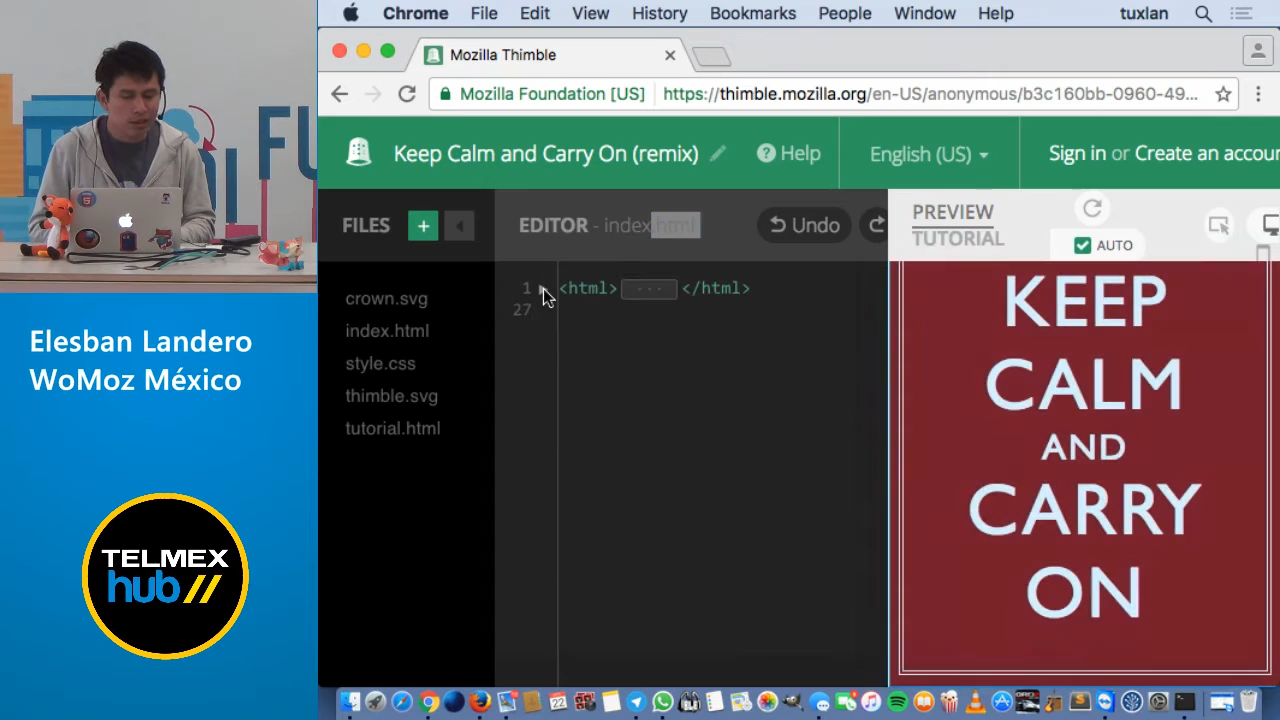 Chrome File Edit View History Bookmarks People Window Help tuxlan
Mozilla Thimble
Mozilla Foundation [US] https://thimble.mozilla.org/en-US/anonymous/b3c160bb-0960-49...
Keep Calm and Carry On (remix) Help English (US) Sign in or Create an accoun
FILES EDITOR - index.html Undo
PREVIEW
TUTORIAL
AUTO
crown.svg
index.html
style.css
thimble.svg
tutorial.html
1 <html> ... </html>
27
KEEP
CALM
AND
CARRY
ON
FU
Elesban Landero
WoMoz México
TELMEX
hub//